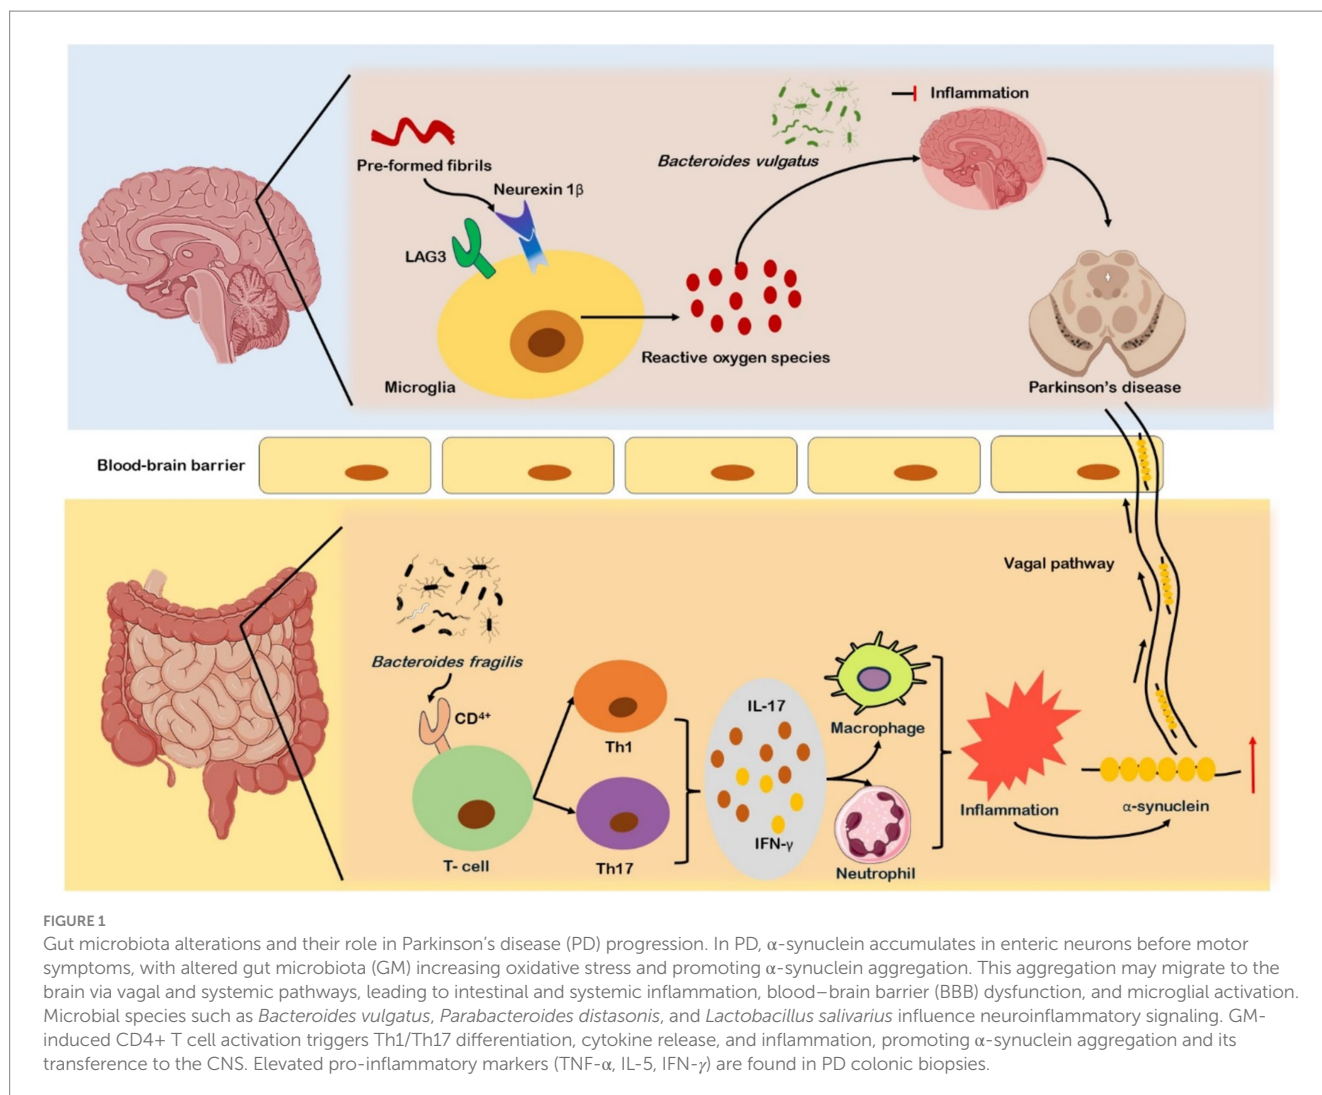 Inflammation
Bacteroides vulgatus
Pre-formed fibrils
Neurexin 1β
LAG3
Reactive oxygen species
Microglia
Parkinson's disease
Blood-brain barrier
Vagal pathway
Bacteroides fragilis
CD4+
IL-17
Macrophage
Th1
Inflammation
α-synuclein
IFN-γ
T- cell
Th17
Neutrophil
FIGURE 1
Gut microbiota alterations and their role in Parkinson's disease (PD) progression. In PD, α-synuclein accumulates in enteric neurons before motor
symptoms, with altered gut microbiota (GM) increasing oxidative stress and promoting α-synuclein aggregation. This aggregation may migrate to the
brain via vagal and systemic pathways, leading to intestinal and systemic inflammation, blood–brain barrier (BBB) dysfunction, and microglial activation.
Microbial species such as Bacteroides vulgatus, Parabacteroides distasonis, and Lactobacillus salivarius influence neuroinflammatory signaling. GM-
induced CD4+ T cell activation triggers Th1/Th17 differentiation, cytokine release, and inflammation, promoting α-synuclein aggregation and its
transference to the CNS. Elevated pro-inflammatory markers (TNF-α, IL-5, IFN-γ) are found in PD colonic biopsies.